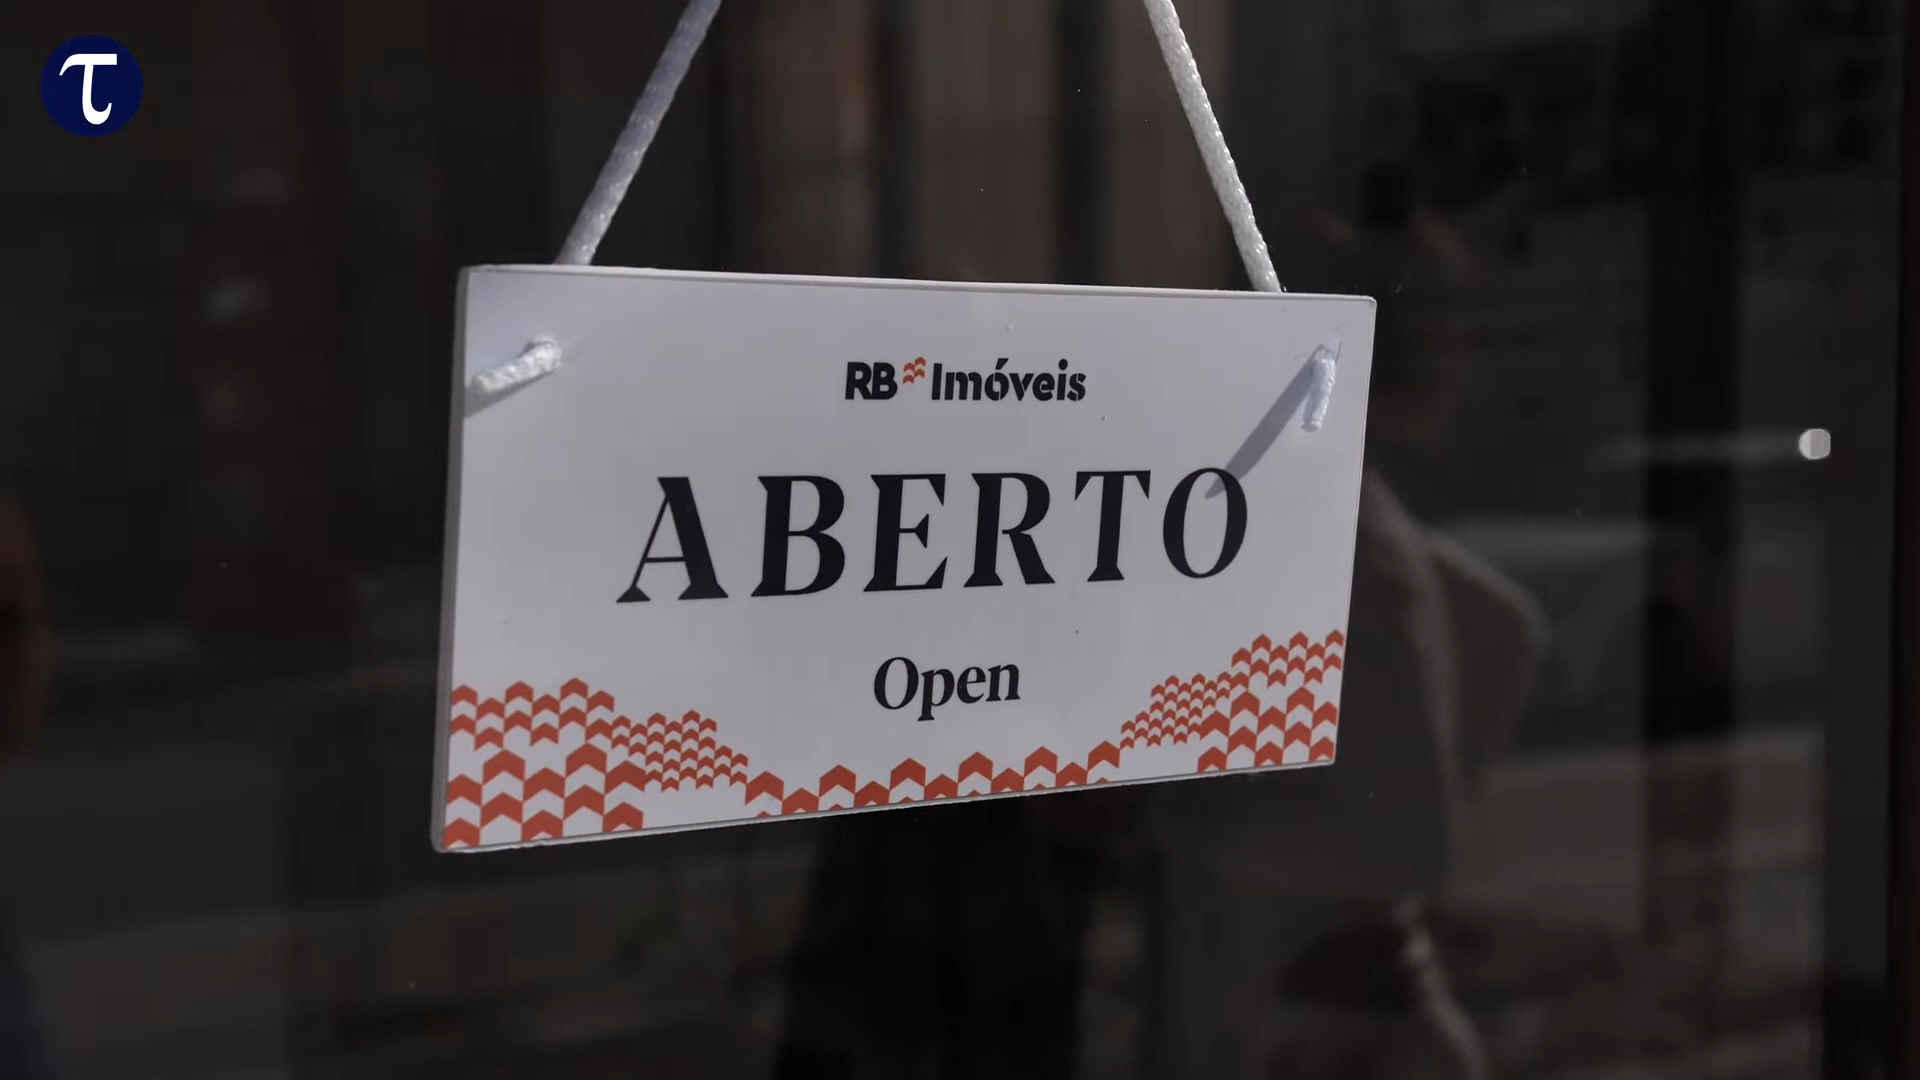 τ
RB Imóveis
ABERTO
Open